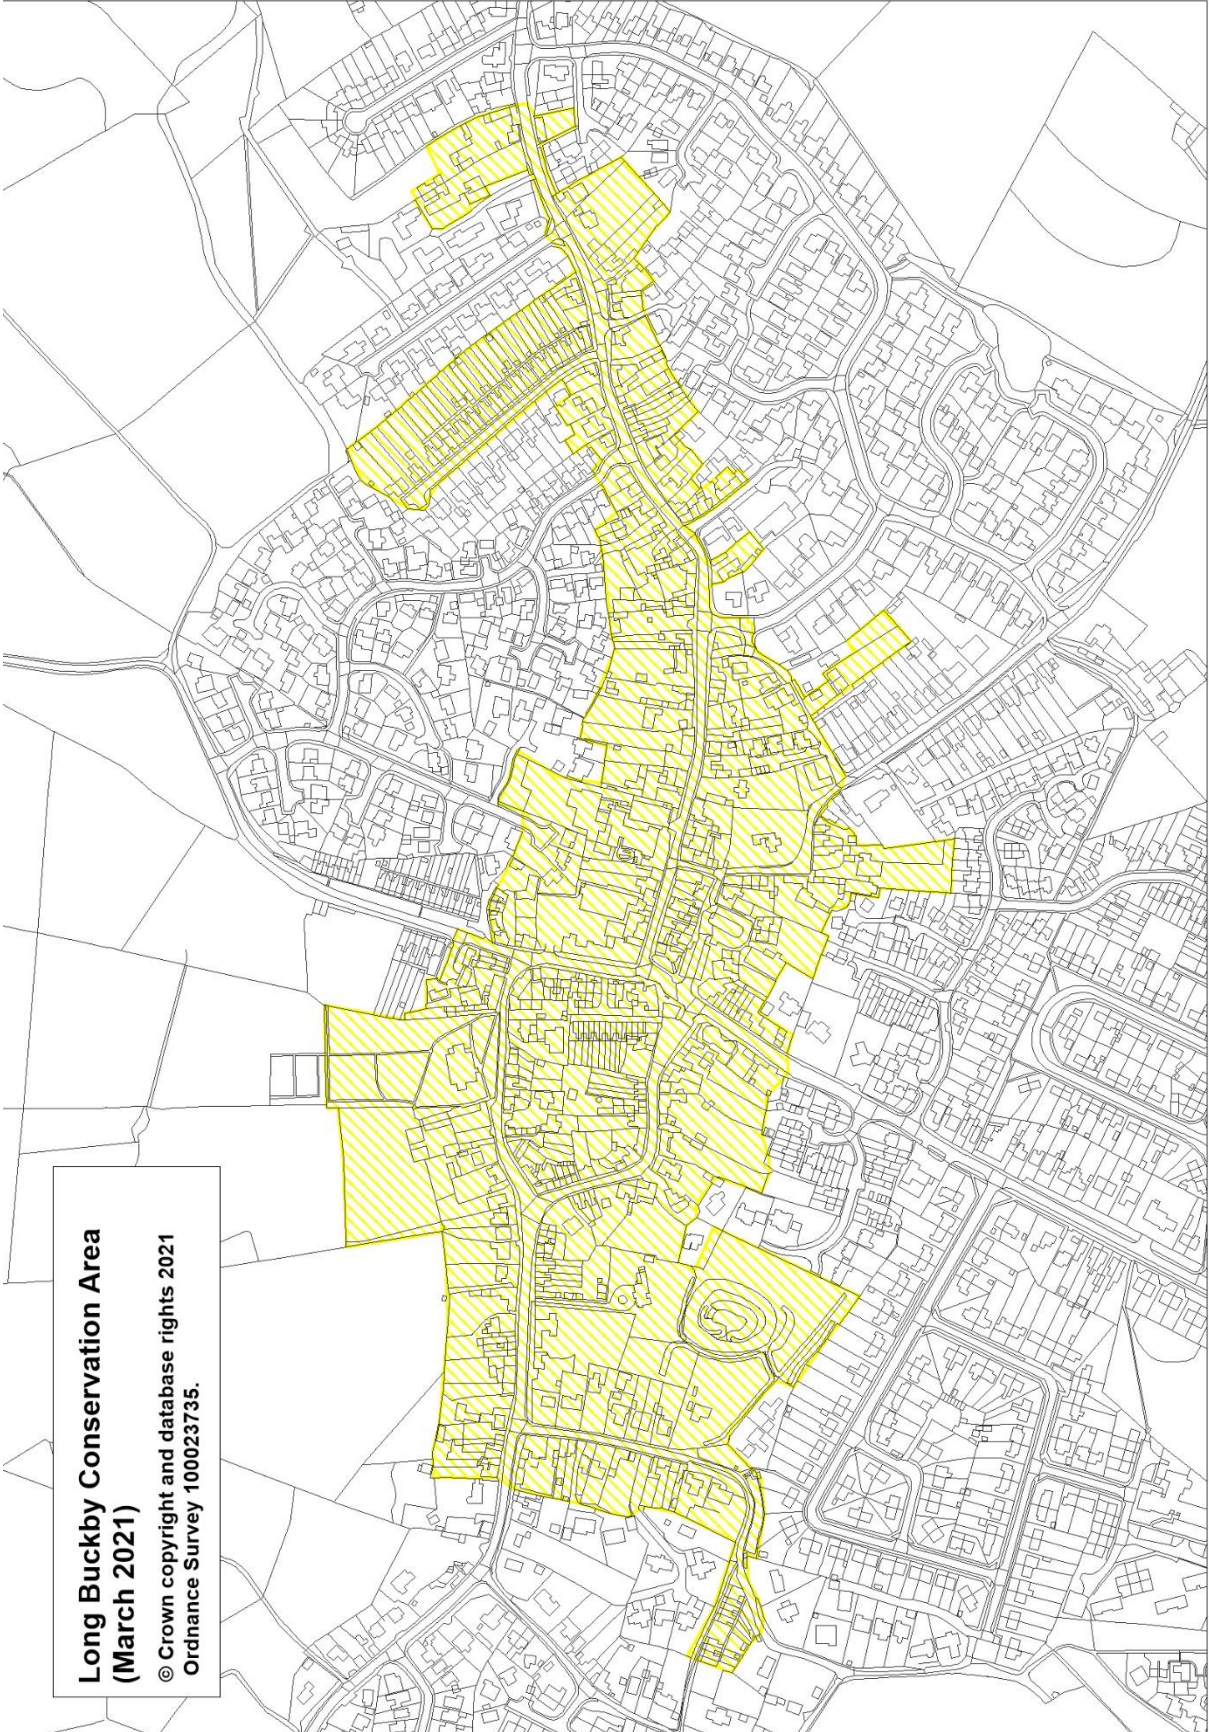 Long Buckby Conservation Area
(March 2021)
© Crown copyright and database rights 2021
Ordnance Survey 100023735.